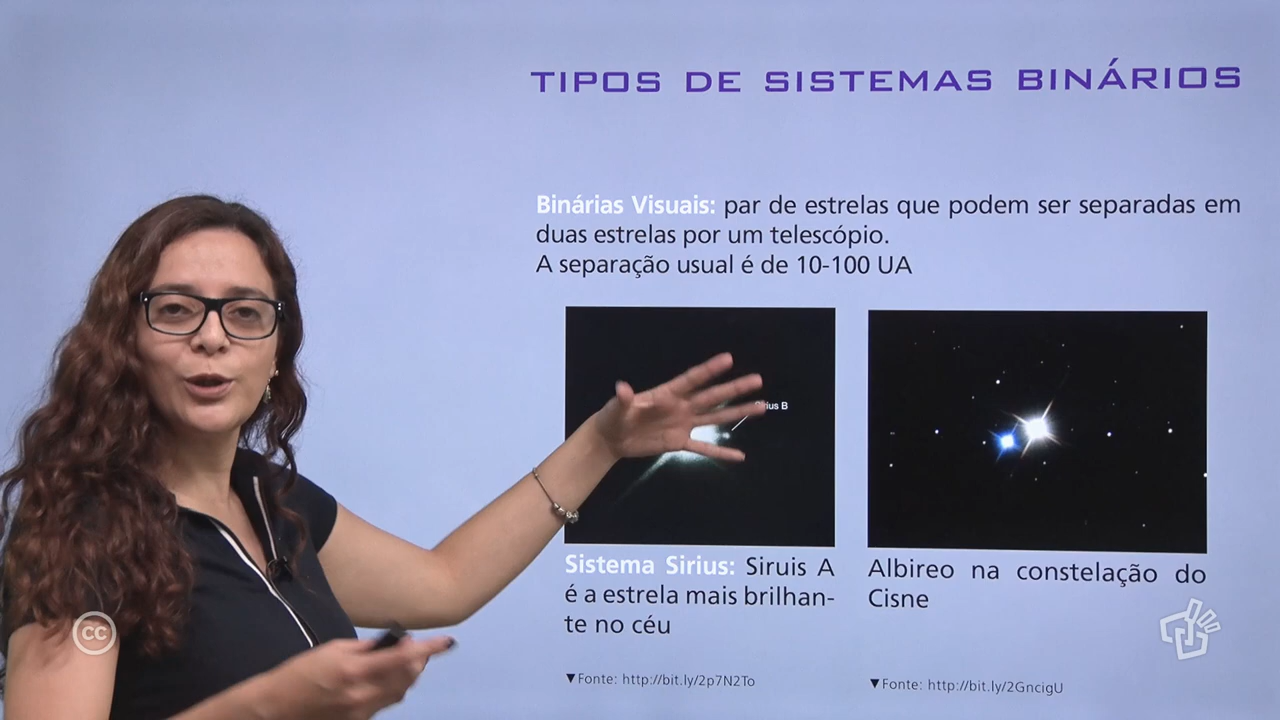 TIPOS DE SISTEMAS BINÁRIOS
Binárias Visuais: par de estrelas que podem ser separadas em
duas estrelas por um telescópio.
A separação usual é de 10-100 UA
B
Sistema Sirius: Siruis A
é a estrela mais brilhan-
te no céu
Albireo na constelação do
Cisne
▼Fonte: http://bit.ly/2p7N2To
▼Fonte: http://bit.ly/2GncigU
cc